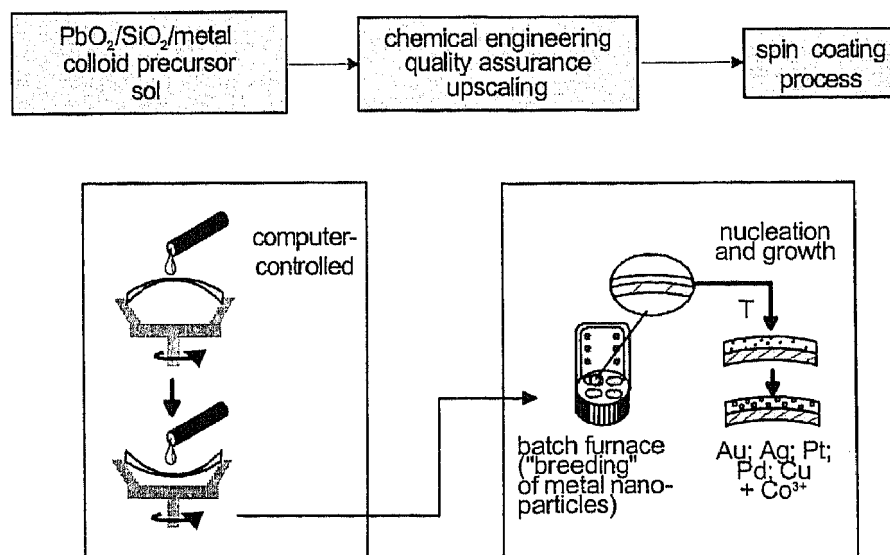 PbO₂/SiO₂/metal
colloid precursor
sol
chemical engineering
quality assurance
upscaling
spin coating
process
computer-
controlled
nucleation
and growth
T
batch furnace
("breeding"
of metal nano-
particles)
Au; Ag; Pt;
Pd; Cu
+ Co³⁺